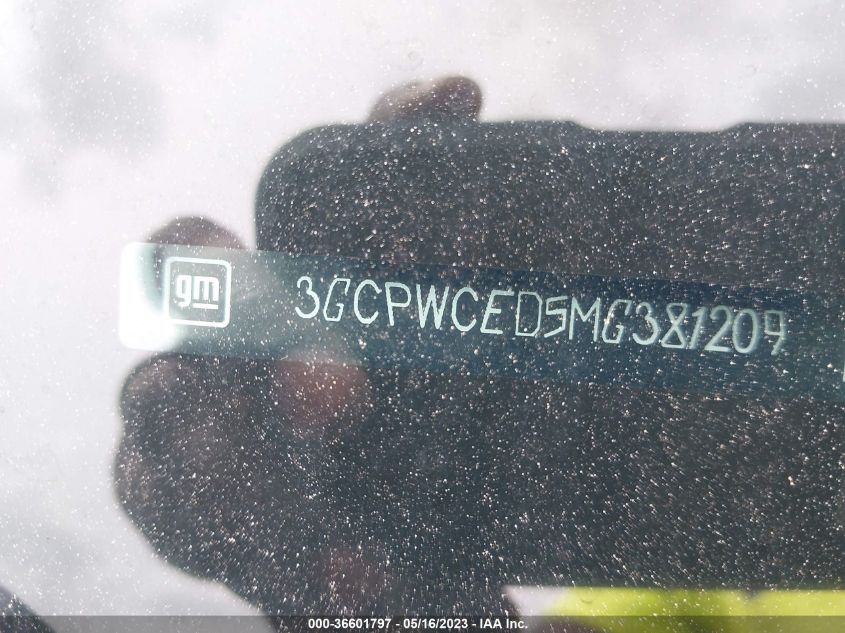 gm
3GCPWCED5MG381209
000-36601797 - 05/16/2023 - IAA Inc.